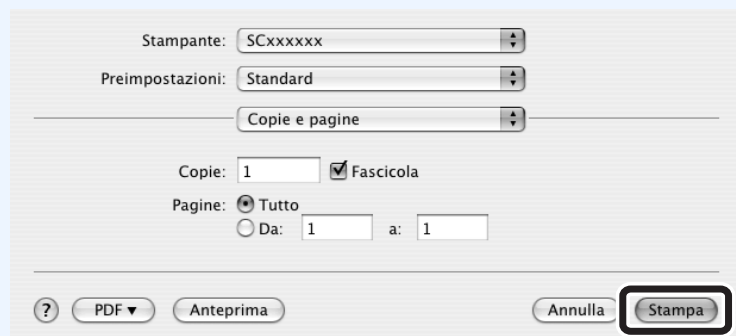 Stampante: SCxxxxxx
Preimpostazioni: Standard
Copie e pagine
Copie: 1 Fascicola
Pagine: Tutto
Da: 1 a: 1
? PDF▼ Anteprima Annulla Stampa